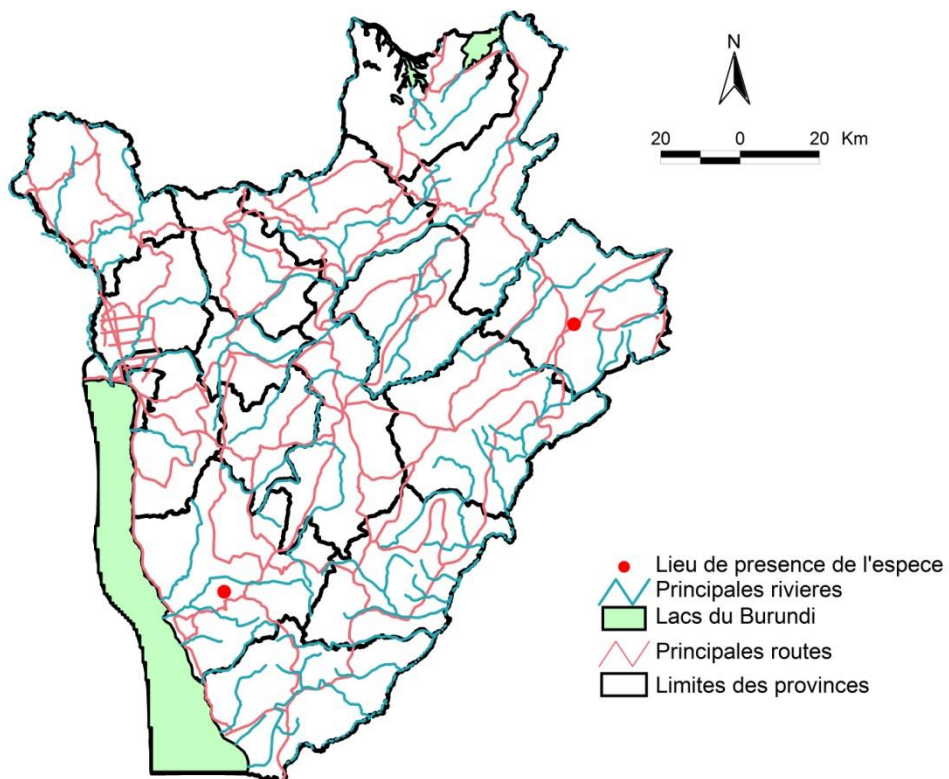 N
20 0 20 Km
Lieu de presence de l'espece
Principales rivieres
Lacs du Burundi
Principales routes
Limites des provinces